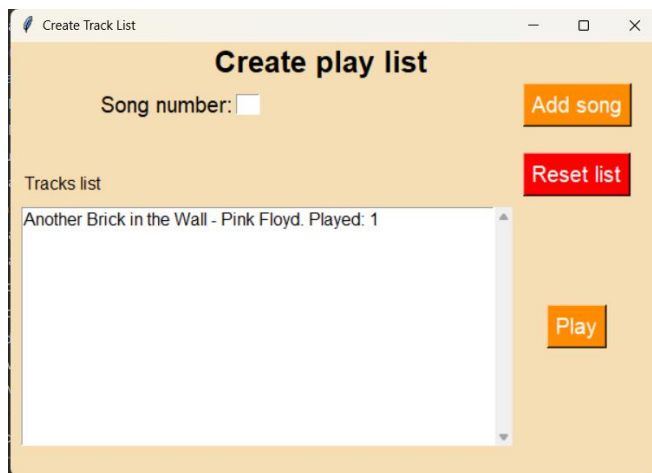 Create Track List
Create play list
Song number:
Add song
Reset list
Tracks list
Another Brick in the Wall - Pink Floyd. Played: 1
Play